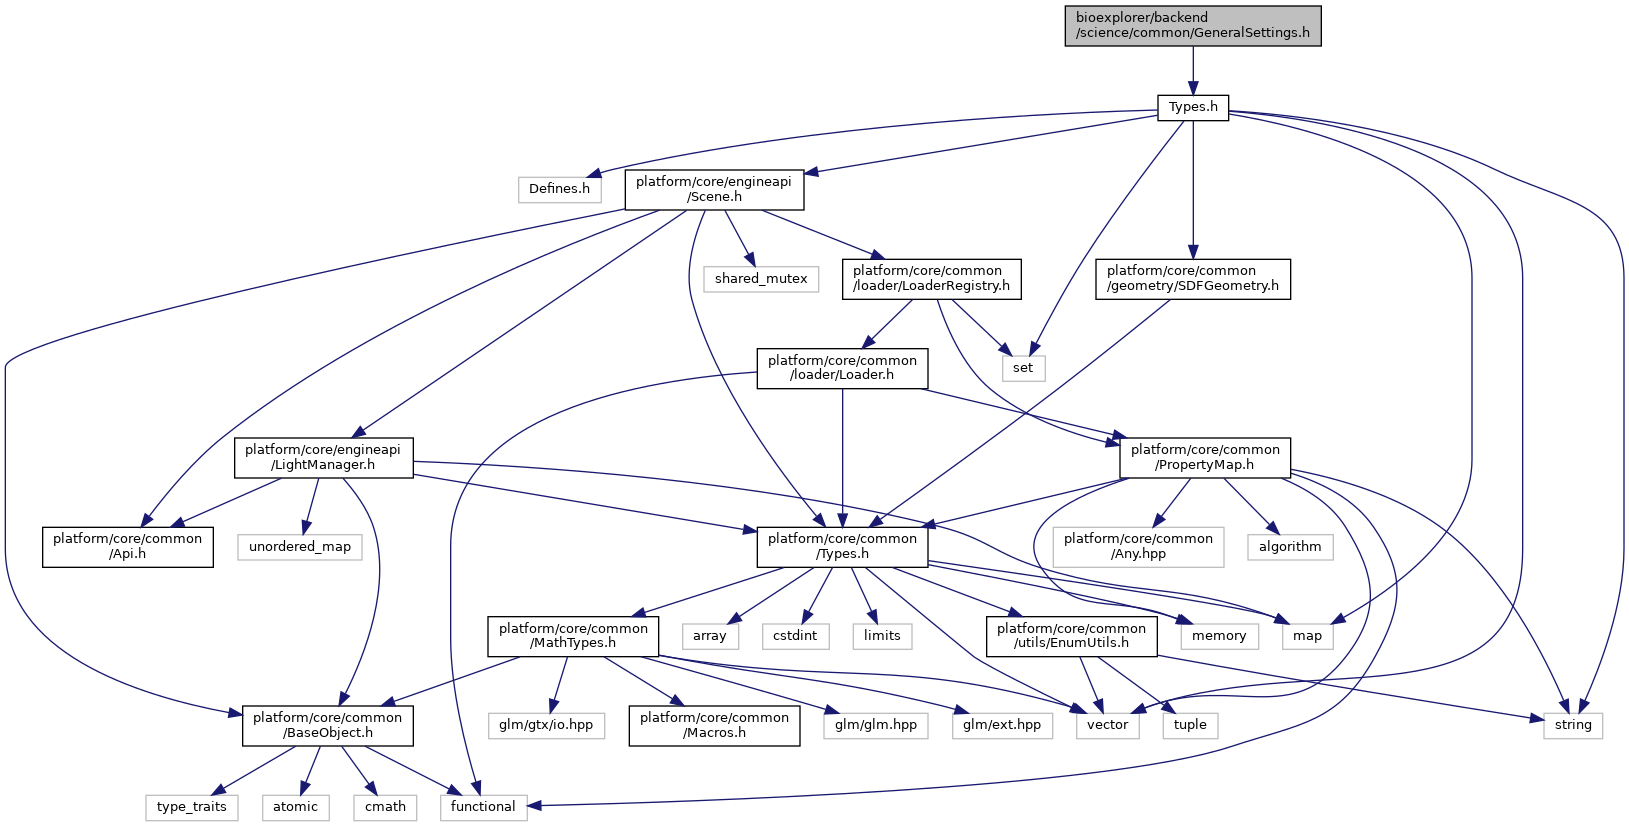 bioexplorer/backend
/science/common/GeneralSettings.h
Types.h
Defines.h
platform/core/engineapi
/Scene.h
shared_mutex
platform/core/common
/loader/LoaderRegistry.h
platform/core/common
/geometry/SDFGeometry.h
platform/core/common
/loader/Loader.h
set
platform/core/engineapi
/LightManager.h
platform/core/common
/PropertyMap.h
platform/core/common
/Api.h
unordered_map
platform/core/common
/Types.h
platform/core/common
/Any.hpp
algorithm
platform/core/common
/MathTypes.h
array
cstdint
limits
platform/core/common
/utils/EnumUtils.h
memory
map
platform/core/common
/BaseObject.h
glm/gtx/io.hpp
platform/core/common
/Macros.h
glm/glm.hpp
glm/ext.hpp
vector
tuple
string
type_traits
atomic
cmath
functional